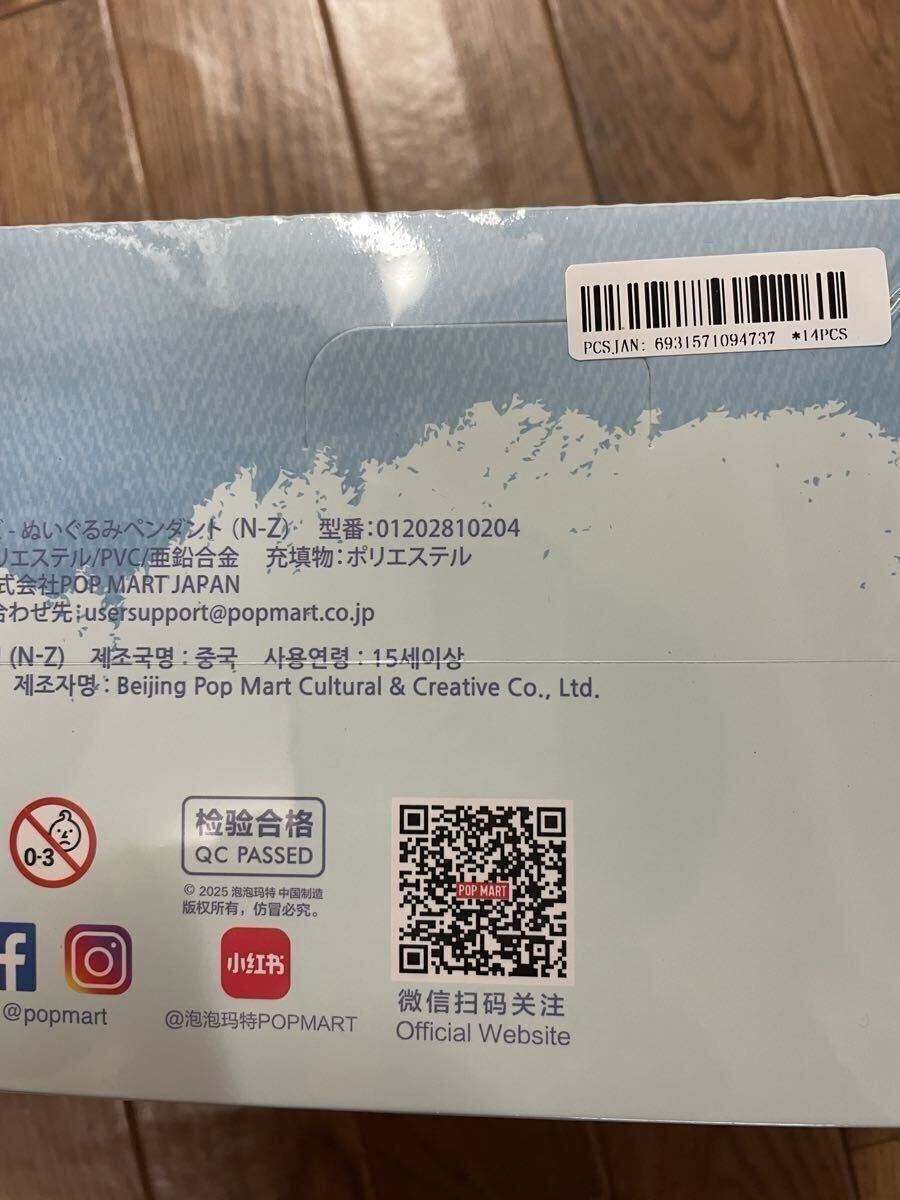 PCSJAN: 6931571094737 *14PCS
- ぬいぐるみペンダント (N-Z) 型番:01202810204
リエステル/PVC/亜鉛合金 充填物:ポリエステル
式会社POP MART JAPAN
合わせ先:usersupport@popmart.co.jp
(N-Z) 제조국명 : 중국 사용연령 : 15세이상
제조자명 : Beijing Pop Mart Cultural & Creative Co., Ltd.
0-3
检验合格
QC PASSED
© 2025 泡泡玛特 中国制造
版权所有，仿冒必究。
POP MART
小红书
@popmart
@泡泡玛特POPMART
微信扫码关注
Official Website